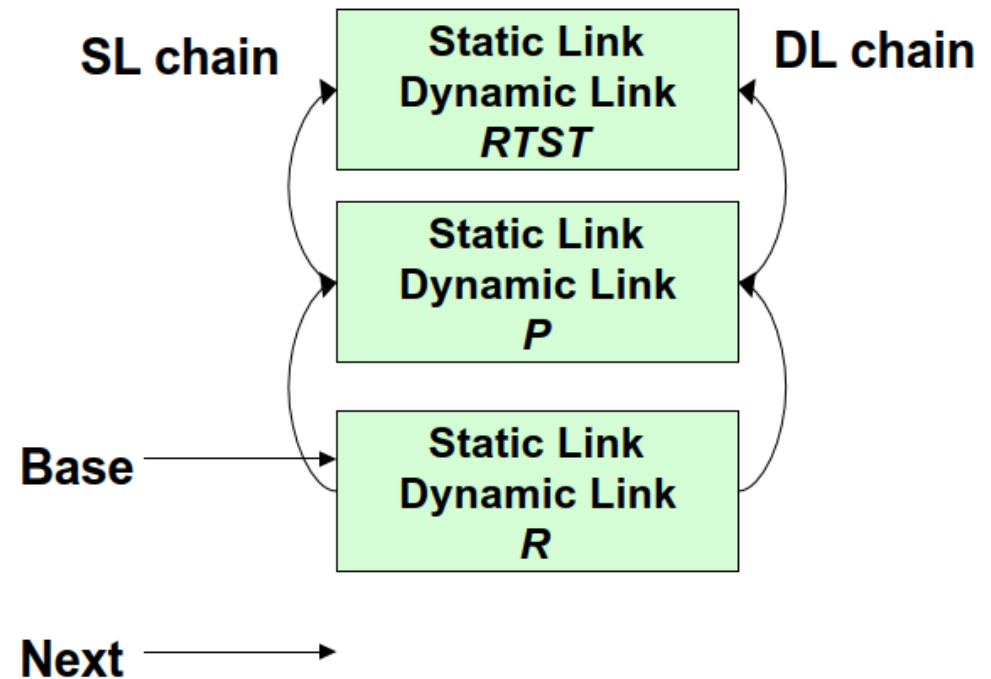 SL chain
DL chain
Static Link
Dynamic Link
RTST
Static Link
Dynamic Link
P
Base
Static Link
Dynamic Link
R
Next